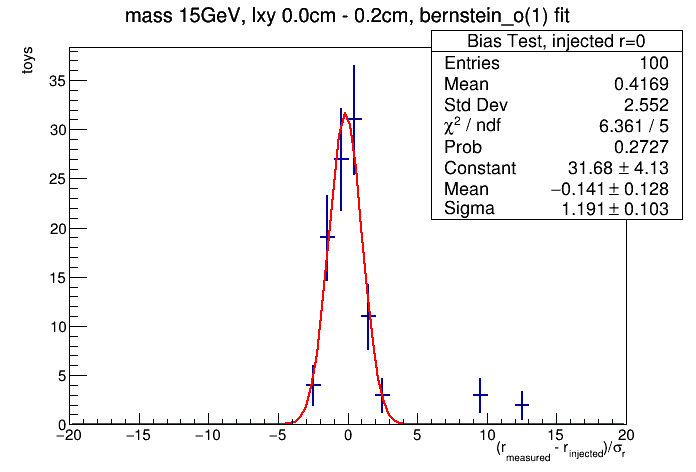 mass 15GeV, lxy 0.0cm - 0.2cm, bernstein_o(1) fit
toys
Bias Test, injected r=0
Entries 100
Mean 0.4169
Std Dev 2.552
χ² / ndf 6.361 / 5
Prob 0.2727
Constant 31.68 ± 4.13
Mean −0.141 ± 0.128
Sigma 1.191 ± 0.103
35
30
25
20
15
10
5
0
−20 −15 −10 −5 0 5 10 15 20
(r_measured - r_injected)/σ_r